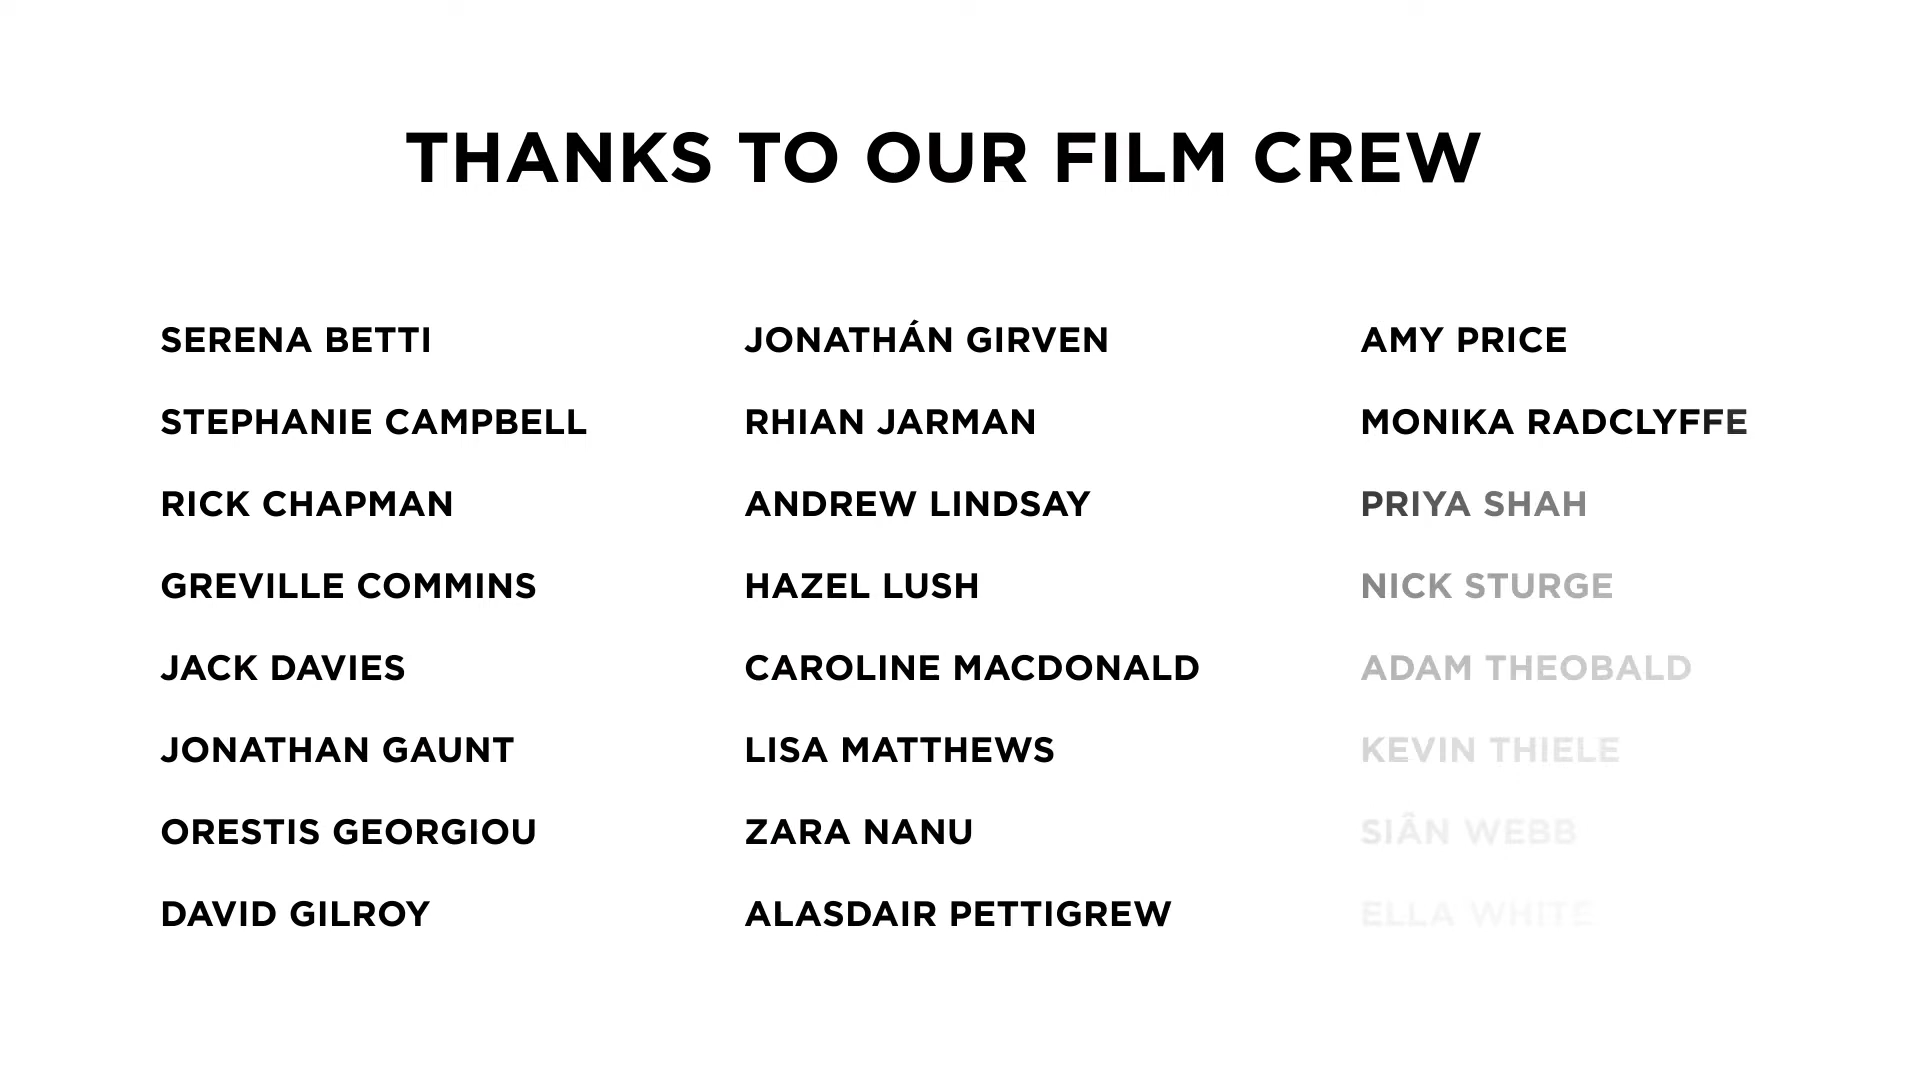 THANKS TO OUR FILM CREW
SERENA BETTI
STEPHANIE CAMPBELL
RICK CHAPMAN
GREVILLE COMMINS
JACK DAVIES
JONATHAN GAUNT
ORESTIS GEORGIOU
DAVID GILROY
JONATHÁN GIRVEN
RHIAN JARMAN
ANDREW LINDSAY
HAZEL LUSH
CAROLINE MACDONALD
LISA MATTHEWS
ZARA NANU
ALASDAIR PETTIGREW
AMY PRICE
MONIKA RADCLYFFE
PRIYA SHAH
NICK STURGE
ADAM THEOBALD
KEVIN THIELE
SIÂN WEBB
ELLA WHITE